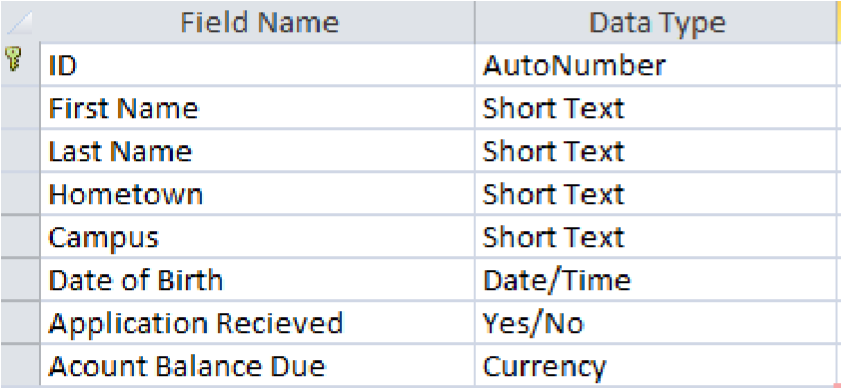 Field Name Data Type
ID AutoNumber
First Name Short Text
Last Name Short Text
Hometown Short Text
Campus Short Text
Date of Birth Date/Time
Application Recieved Yes/No
Acount Balance Due Currency